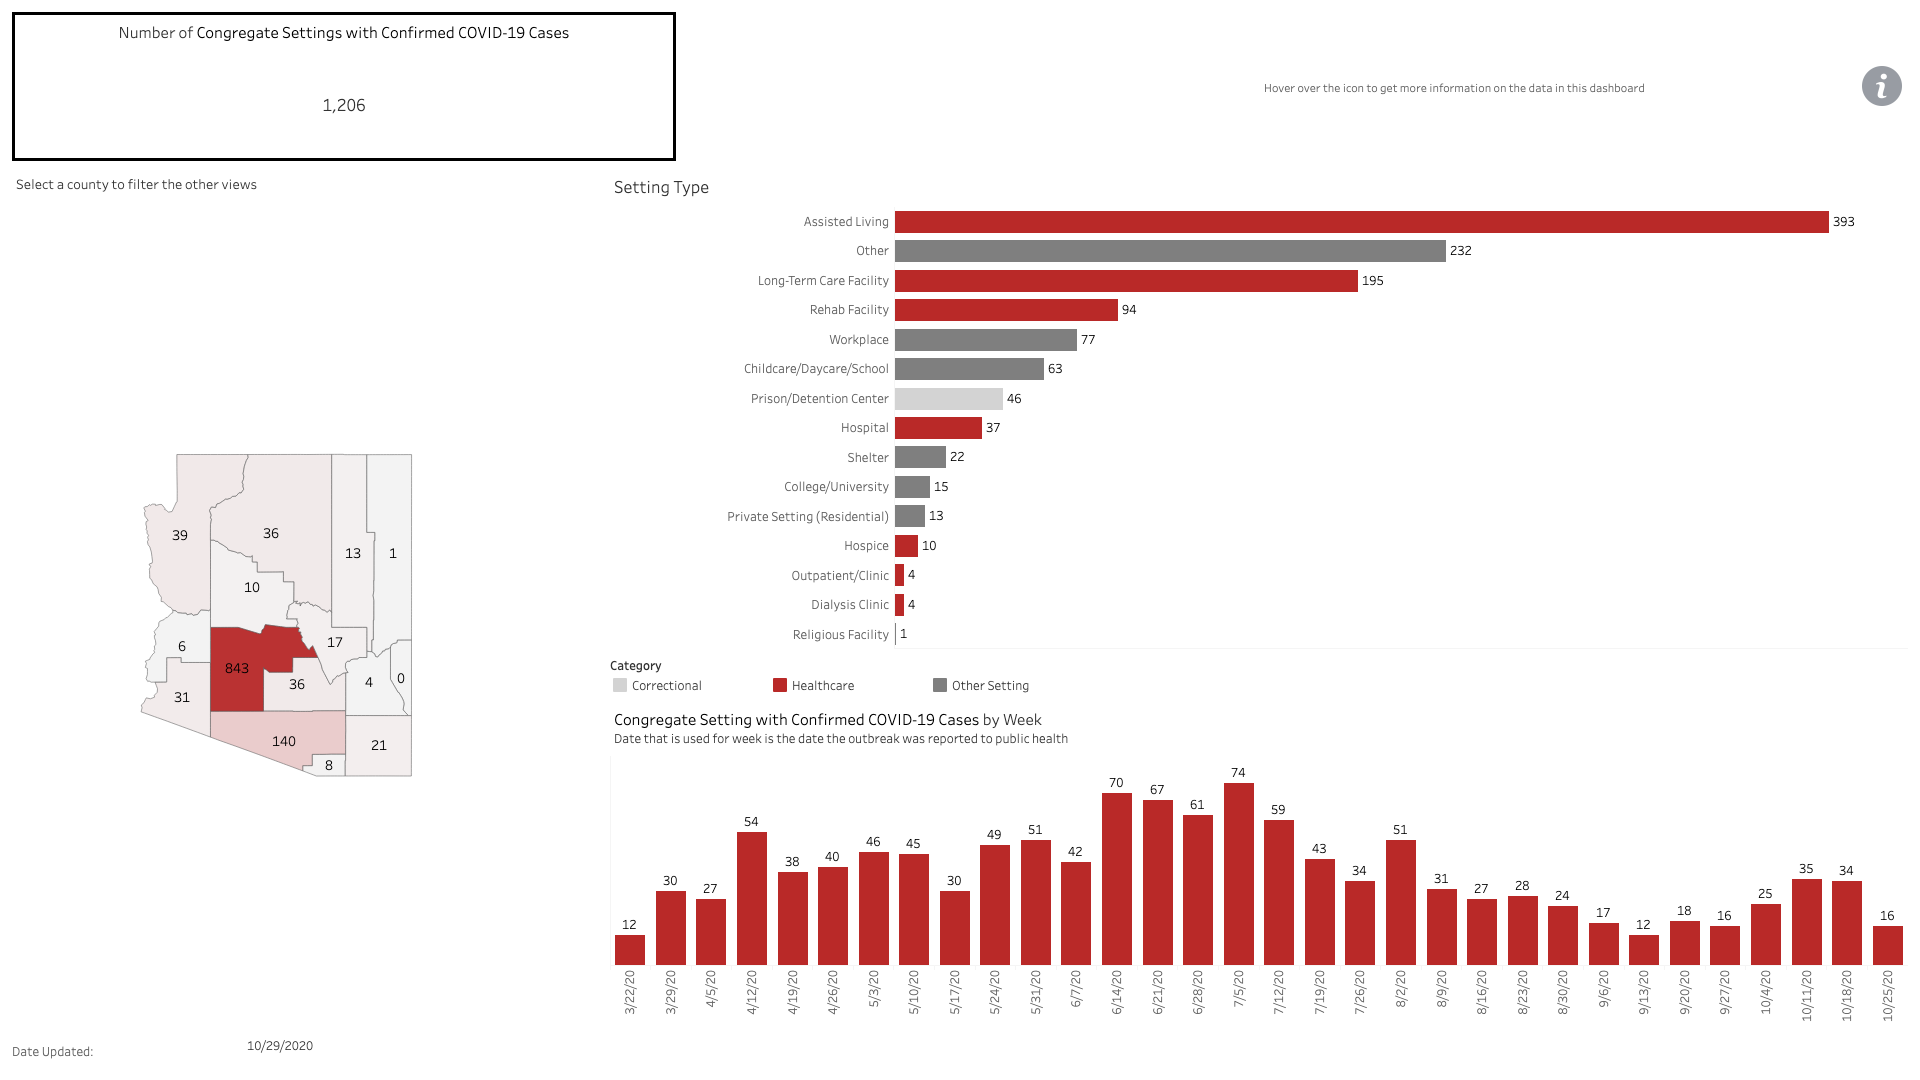 Number of Congregate Settings with Confirmed COVID-19 Cases
1,206
Hover over the icon to get more information on the data in this dashboard
i
Select a county to filter the other views
39
36
13
1
10
6
17
843
36
4
0
31
140
21
8
Setting Type
Assisted Living 393
Other 232
Long-Term Care Facility 195
Rehab Facility 94
Workplace 77
Childcare/Daycare/School 63
Prison/Detention Center 46
Hospital 37
Shelter 22
College/University 15
Private Setting (Residential) 13
Hospice 10
Outpatient/Clinic 4
Dialysis Clinic 4
Religious Facility 1
Category
Correctional Healthcare Other Setting
Congregate Setting with Confirmed COVID-19 Cases by Week
Date that is used for week is the date the outbreak was reported to public health
12 30 27 54 38 40 46 45 30 49 51 42 70 67 61 74 59 43 34 51 31 27 28 24 17 12 18 16 25 35 34 16
3/22/20 3/29/20 4/5/20 4/12/20 4/19/20 4/26/20 5/3/20 5/10/20 5/17/20 5/24/20 5/31/20 6/7/20 6/14/20 6/21/20 6/28/20 7/5/20 7/12/20 7/19/20 7/26/20 8/2/20 8/9/20 8/16/20 8/23/20 8/30/20 9/6/20 9/13/20 9/20/20 9/27/20 10/4/20 10/11/20 10/18/20 10/25/20
Date Updated: 10/29/2020